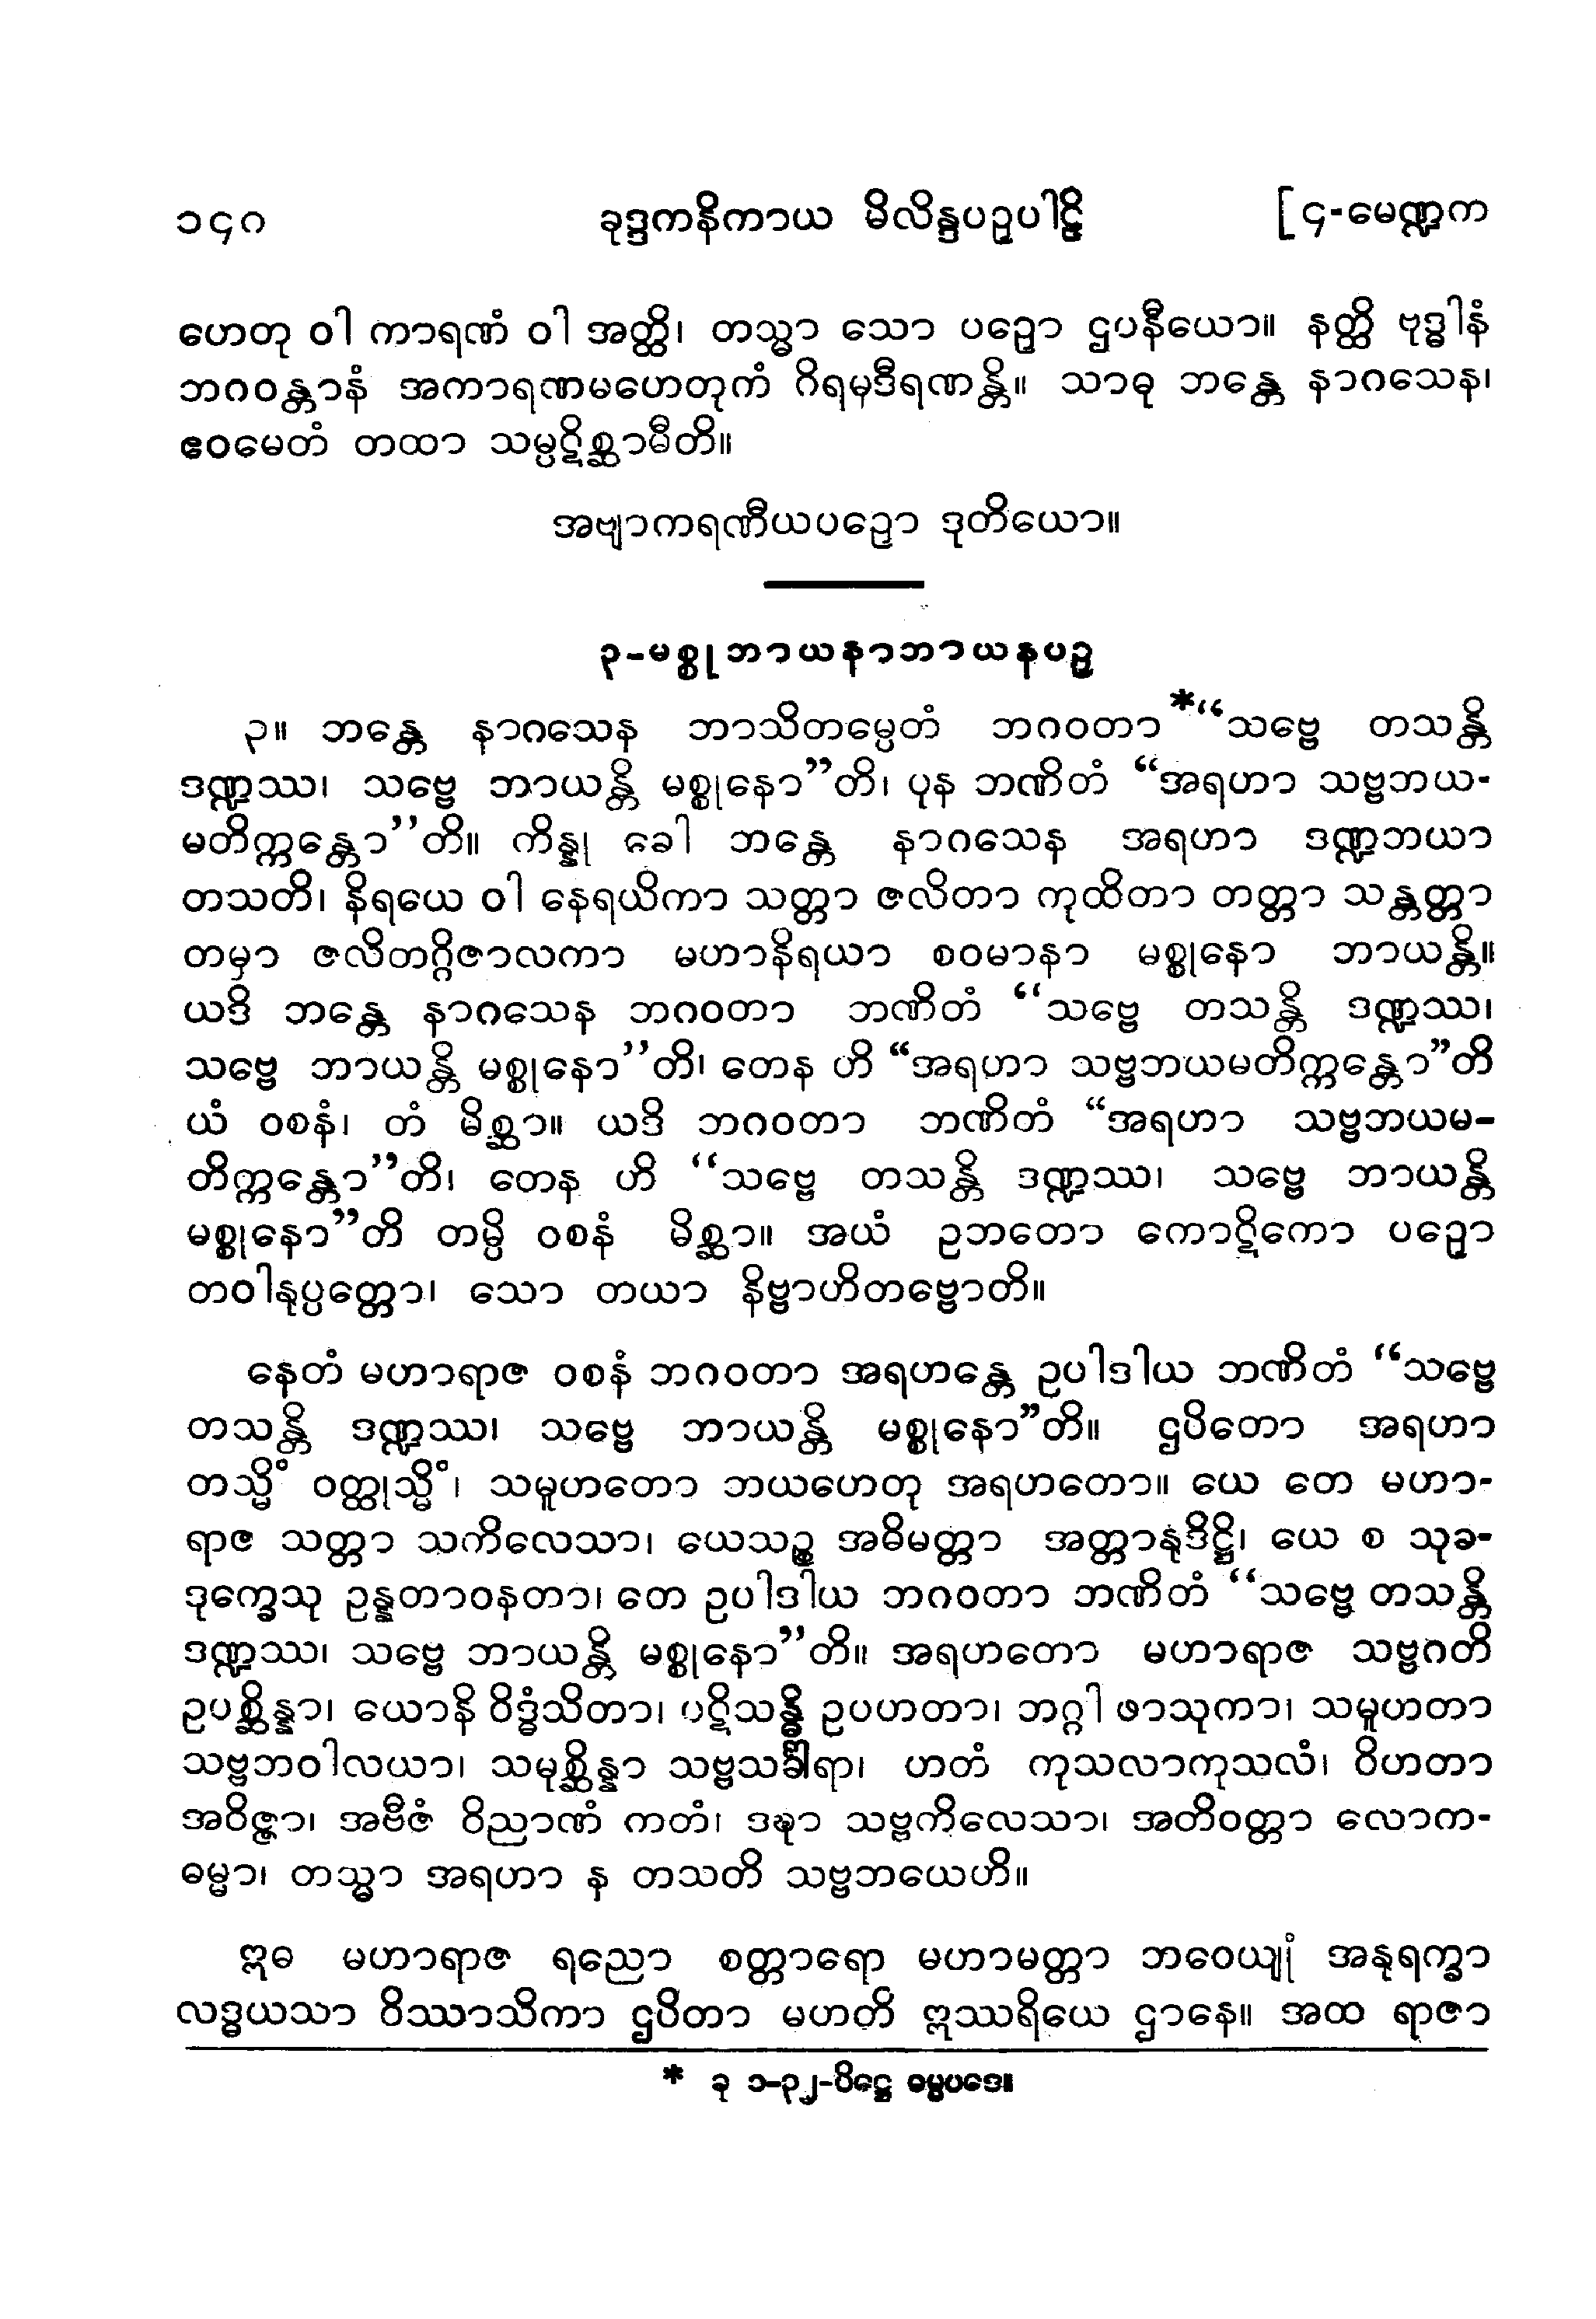 ၁၄ဂ ခုဒ္ဒကနိကာယ မိလိန္ဒပဉှပါဠိ [၄-မေဏ္ဍက
ဟေတု ဝါ ကာရဏံ ဝါ အတ္ထိ၊ တသ္မာ သော ပဉှော ဌပနီယော။ နတ္ထိ ဗုဒ္ဓါနံ
ဘဂဝန္တာနံ အကာရဏမဟေတုကံ ဂိရမုဒီရဏန္တိ။ သာဓု ဘန္တေ နာဂသေန၊
ဧဝမေတံ တထာ သမ္ပဋိစ္ဆာမီတိ။
အဗျာကရဏီယပဉှော ဒုတိယော။
၃-မစ္စုဘာယနာဘာယနပဉှ
၃။ ဘန္တေ နာဂသေန ဘာသိတမ္ပေတံ ဘဂဝတာ*“သဗ္ဗေ တသန္တိ
ဒဏ္ဍဿ၊ သဗ္ဗေ ဘာယန္တိ မစ္စုနော”တိ၊ ပုန ဘဏိတံ “အရဟာ သဗ္ဗဘယ-
မတိက္ကန္တော”တိ။ ကိန္နု ခေါ ဘန္တေ နာဂသေန အရဟာ ဒဏ္ဍဘယာ
တသတိ၊ နိရယေ ဝါ နေရယိကာ သတ္တာ ဇလိတာ ကုထိတာ တတ္တာ သန္တတ္တာ
တမှာ ဇလိတဂ္ဂိဇာလကာ မဟာနိရယာ စဝမာနာ မစ္စုနော ဘာယန္တိ။
ယဒိ ဘန္တေ နာဂသေန ဘဂဝတာ ဘဏိတံ “သဗ္ဗေ တသန္တိ ဒဏ္ဍဿ၊
သဗ္ဗေ ဘာယန္တိ မစ္စုနော”တိ၊ တေန ဟိ “အရဟာ သဗ္ဗဘယမတိက္ကန္တော”တိ
ယံ ဝစနံ၊ တံ မိစ္ဆာ။ ယဒိ ဘဂဝတာ ဘဏိတံ “အရဟာ သဗ္ဗဘယမ-
တိက္ကန္တော”တိ၊ တေန ဟိ “သဗ္ဗေ တသန္တိ ဒဏ္ဍဿ၊ သဗ္ဗေ ဘာယန္တိ
မစ္စုနော”တိ တမ္ပိ ဝစနံ မိစ္ဆာ။ အယံ ဥဘတော ကောဋိကော ပဉှော
တဝါနုပ္ပတ္တော၊ သော တယာ နိဗ္ဗာဟိတဗ္ဗောတိ။
နေတံ မဟာရာဇ ဝစနံ ဘဂဝတာ အရဟန္တေ ဥပါဒါယ ဘဏိတံ “သဗ္ဗေ
တသန္တိ ဒဏ္ဍဿ၊ သဗ္ဗေ ဘာယန္တိ မစ္စုနော”တိ။ ဌပိတော အရဟာ
တသ္မိံ ဝတ္ထုသ္မိံ၊ သမူဟတော ဘယဟေတု အရဟတော။ ယေ တေ မဟာ-
ရာဇ သတ္တာ သကိလေသာ၊ ယေသဉ္စ အဓိမတ္တာ အတ္တာနုဒိဋ္ဌိ၊ ယေ စ သုခ-
ဒုက္ခေသု ဥန္နတာဝနတာ၊ တေ ဥပါဒါယ ဘဂဝတာ ဘဏိတံ “သဗ္ဗေ တသန္တိ
ဒဏ္ဍဿ၊ သဗ္ဗေ ဘာယန္တိ မစ္စုနော”တိ။ အရဟတော မဟာရာဇ သဗ္ဗဂတိ
ဥပစ္ဆိန္နာ၊ ယောနိ ဝိဒ္ဓံသိတာ၊ ပဋိသန္ဓိ ဥပဟတာ၊ ဘဂ္ဂါ ဖာသုကာ၊ သမူဟတာ
သဗ္ဗဘဝါလယာ၊ သမုစ္ဆိန္နာ သဗ္ဗသင်္ခါရာ၊ ဟတံ ကုသလာကုသလံ၊ ဝိဟတာ
အဝိဇ္ဇာ၊ အဗီဇံ ဝိညာဏံ ကတံ၊ ဒဍ္ဎာ သဗ္ဗကိလေသာ၊ အတိဝတ္တာ လောက-
ဓမ္မာ၊ တသ္မာ အရဟာ န တသတိ သဗ္ဗဘယေဟိ။
ဣဓ မဟာရာဇ ရညော စတ္တာရော မဟာမတ္တာ ဘဝေယျုံ အနုရက္ခာ
လဒ္ဓယသာ ဝိဿာသိကာ ဌပိတာ မဟတိ ဣဿရိယေ ဌာနေ။ အထ ရာဇာ
* ခု ၁-၃၂-ပိဋ္ဌေ ဓမ္မပဒေ။